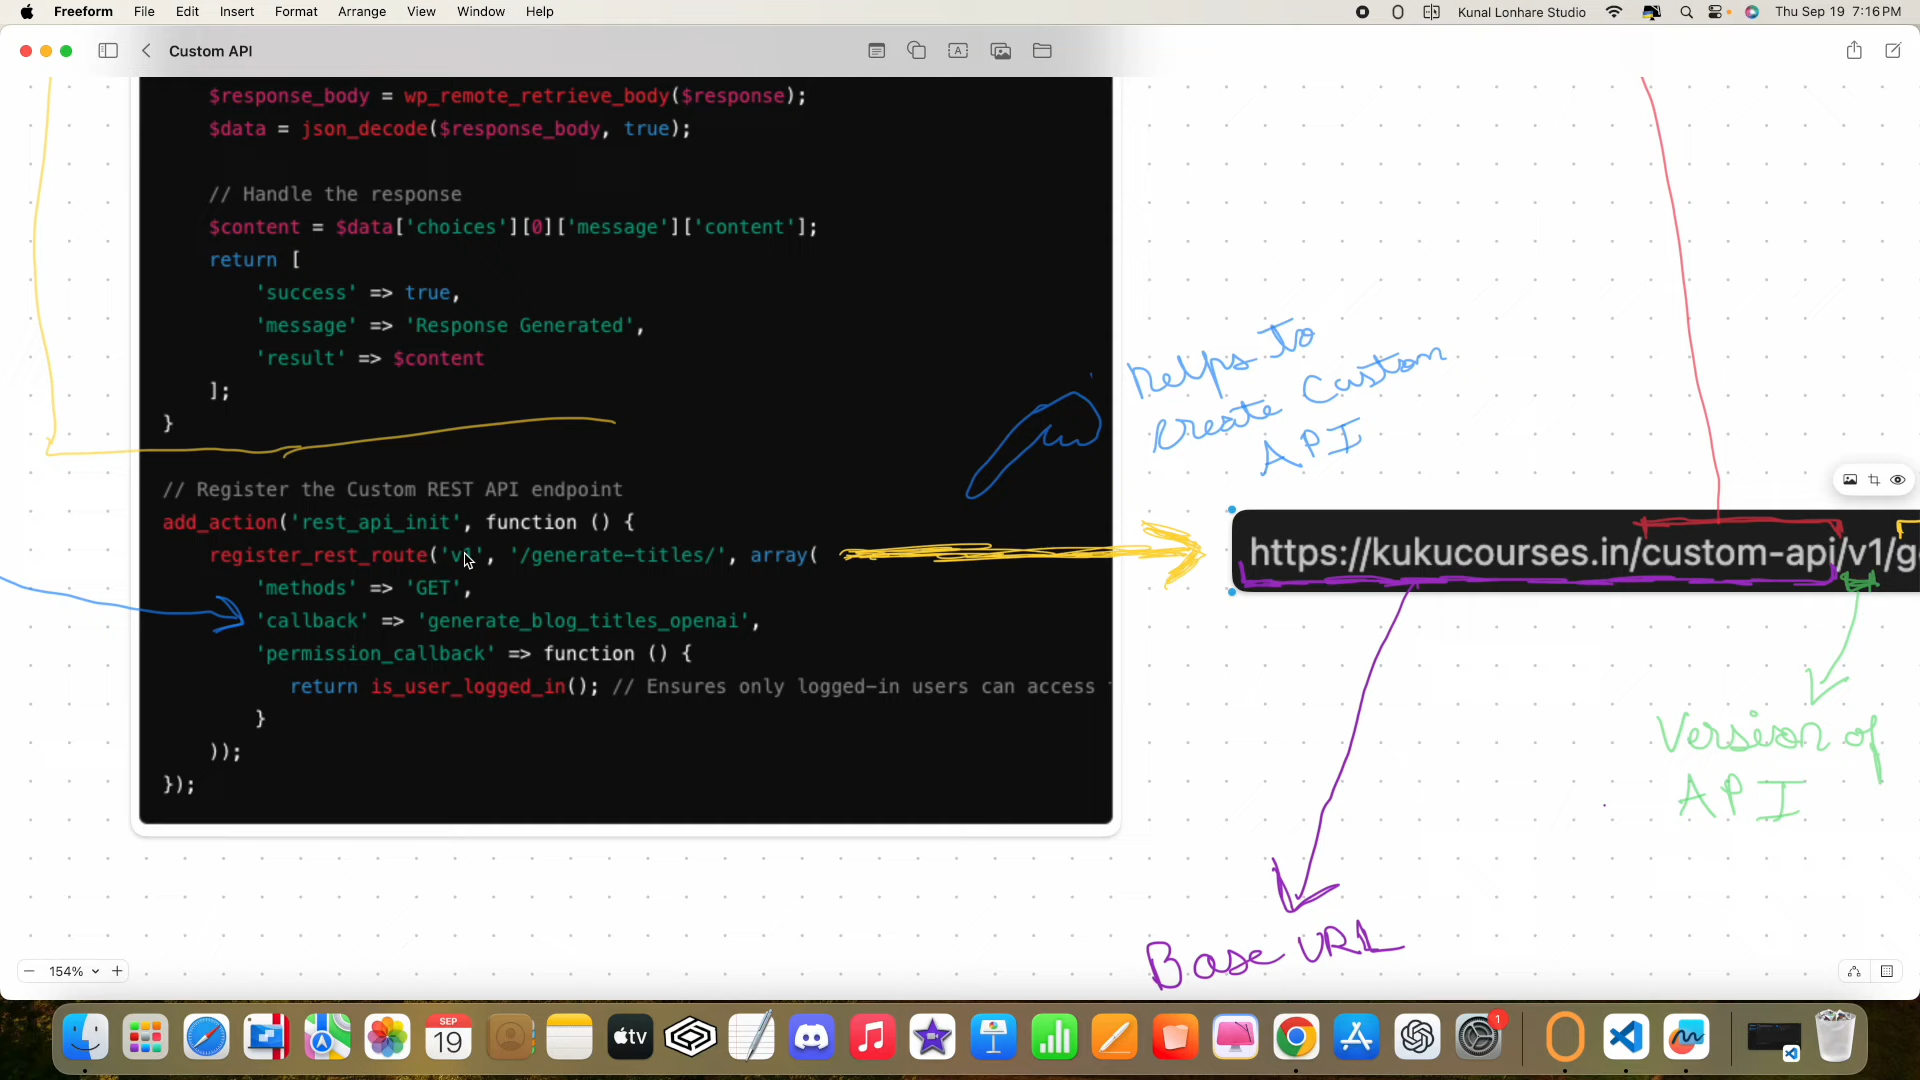 Freeform File Edit Insert Format Arrange View Window Help
Kunal Lonhare Studio Thu Sep 19 7:16 PM
Custom API
$response_body = wp_remote_retrieve_body($response);
$data = json_decode($response_body, true);
// Handle the response
$content = $data['choices'][0]['message']['content'];
return [
'success' => true,
'message' => 'Response Generated',
'result' => $content
];
}
helps to
create Custom
API
// Register the Custom REST API endpoint
add_action('rest_api_init', function () {
register_rest_route('v1', '/generate-titles/', array(
https://kukucourses.in/custom-api/v1/g
'methods' => 'GET',
'callback' => 'generate_blog_titles_openai',
'permission_callback' => function () {
return is_user_logged_in(); // Ensures only logged-in users can access
}
));
});
Version of
API
Base URL
154%
SEP
19
tv
1